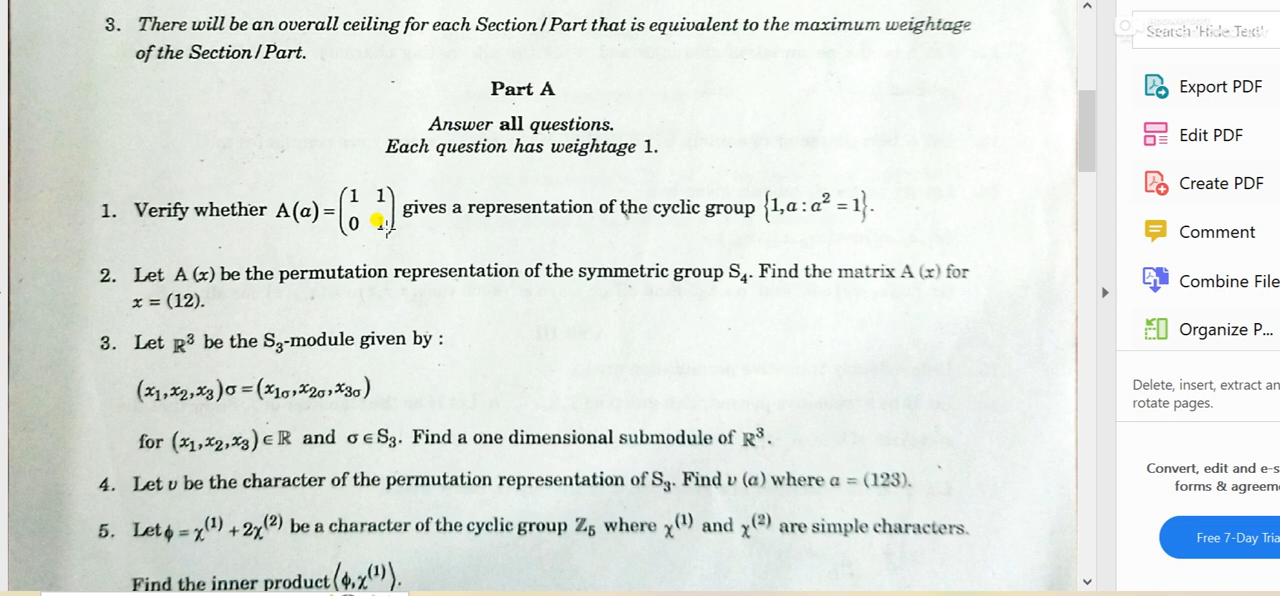 3. There will be an overall ceiling for each Section / Part that is equivalent to the maximum weightage
of the Section / Part.
Part A
Answer all questions.
Each question has weightage 1.
1. Verify whether A(a) = (1 1 0 1) gives a representation of the cyclic group {1, a : a² = 1}.
2. Let A (x) be the permutation representation of the symmetric group S₄. Find the matrix A (x) for
x = (12).
3. Let ℝ³ be the S₃-module given by :
(x₁, x₂, x₃)σ = (x₁σ, x₂σ, x₃σ)
for (x₁, x₂, x₃) ∈ ℝ and σ ∈ S₃. Find a one dimensional submodule of ℝ³.
4. Let υ be the character of the permutation representation of S₃. Find υ (a) where a = (123).
5. Let ϕ = χ⁽¹⁾ + 2χ⁽²⁾ be a character of the cyclic group Z₅ where χ⁽¹⁾ and χ⁽²⁾ are simple characters.
Find the inner product ⟨ϕ, χ⁽¹⁾⟩.
Search 'Hide Text'
Export PDF
Edit PDF
Create PDF
Comment
Combine File
Organize P...
Delete, insert, extract an
rotate pages.
Convert, edit and e-s
forms & agreem
Free 7-Day Tria